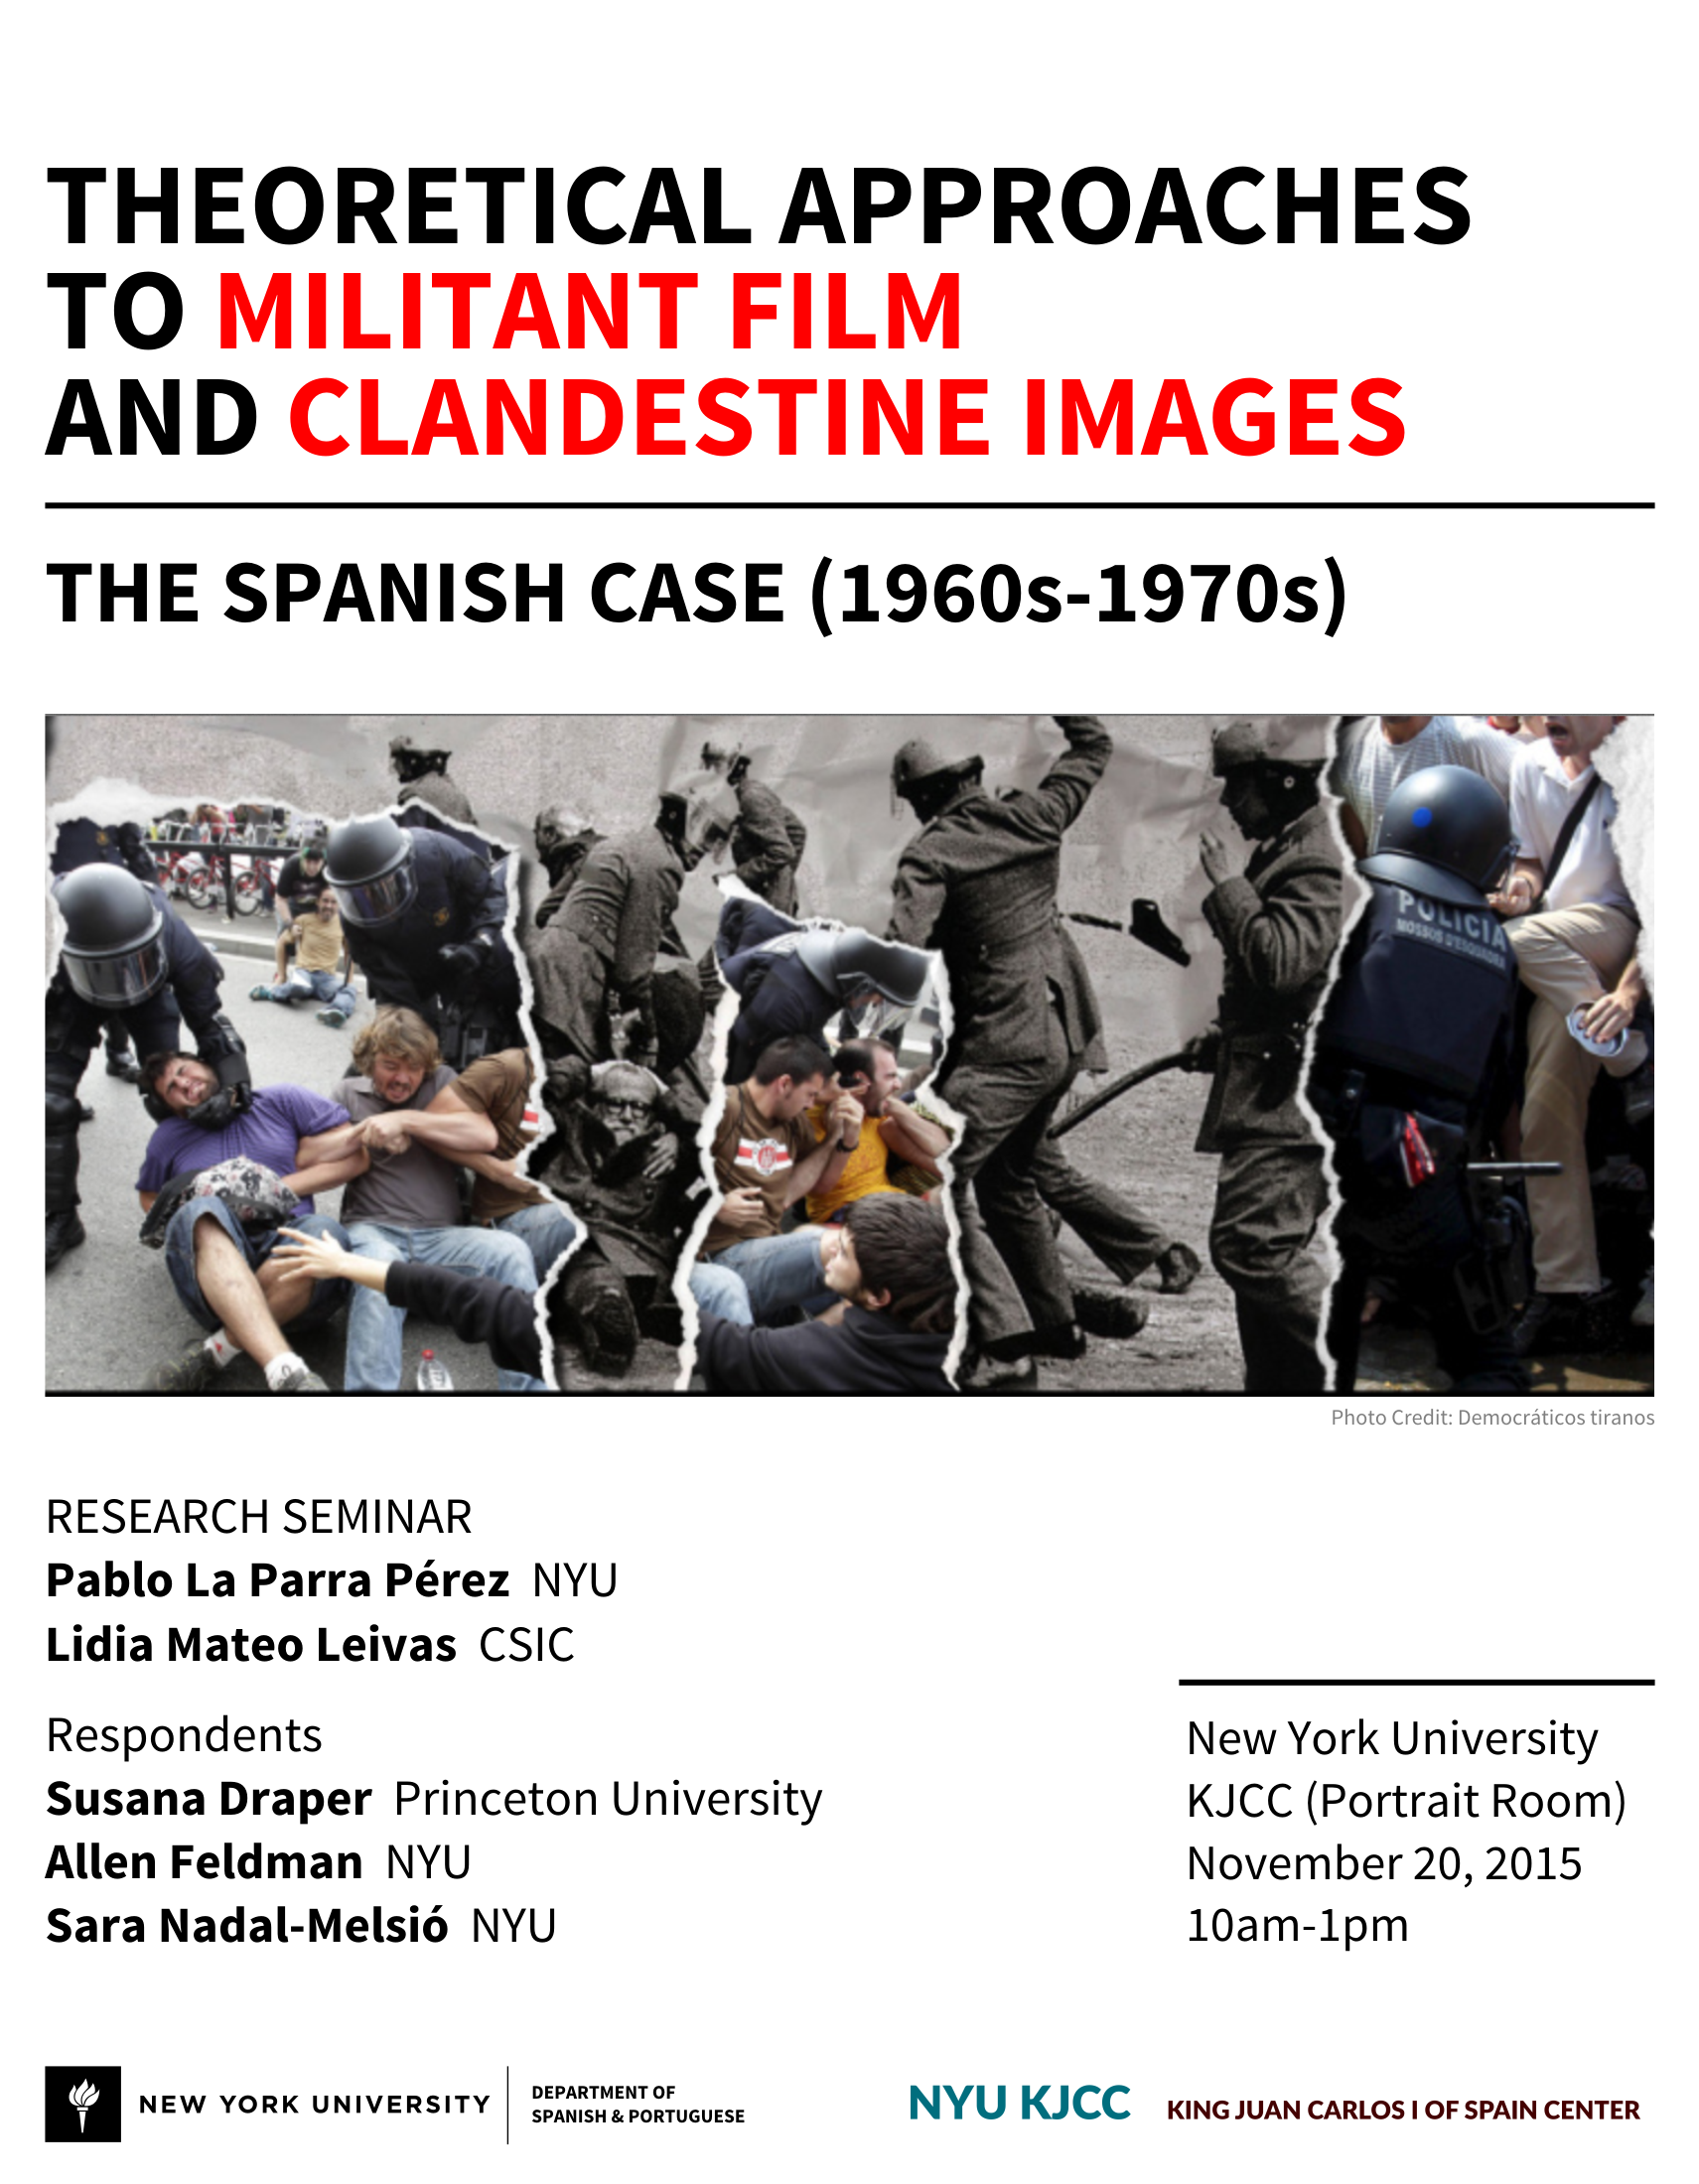 THEORETICAL APPROACHES
TO MILITANT FILM
AND CLANDESTINE IMAGES
THE SPANISH CASE (1960s-1970s)
POLICIA
MOSSOS D'ESQUADRA
Photo Credit: Democráticos tiranos
RESEARCH SEMINAR
Pablo La Parra Pérez NYU
Lidia Mateo Leivas CSIC
Respondents
Susana Draper Princeton University
Allen Feldman NYU
Sara Nadal-Melsió NYU
New York University
KJCC (Portrait Room)
November 20, 2015
10am-1pm
NEW YORK UNIVERSITY
DEPARTMENT OF
SPANISH & PORTUGUESE
NYU KJCC KING JUAN CARLOS I OF SPAIN CENTER